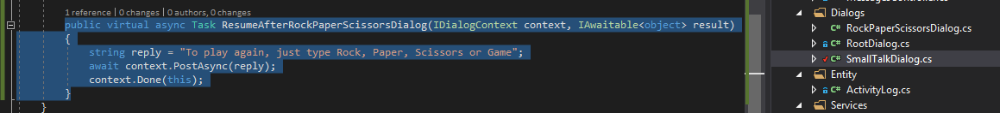 1 reference | 0 changes | 0 authors, 0 changes
public virtual async Task ResumeAfterRockPaperScissorsDialog(IDialogContext context, IAwaitable<object> result)
{
string reply = "To play again, just type Rock, Paper, Scissors or Game";
await context.PostAsync(reply);
context.Done(this);
}
}
Dialogs
C# RockPaperScissorsDialog.cs
C# RootDialog.cs
C# SmallTalkDialog.cs
Entity
C# ActivityLog.cs
Services